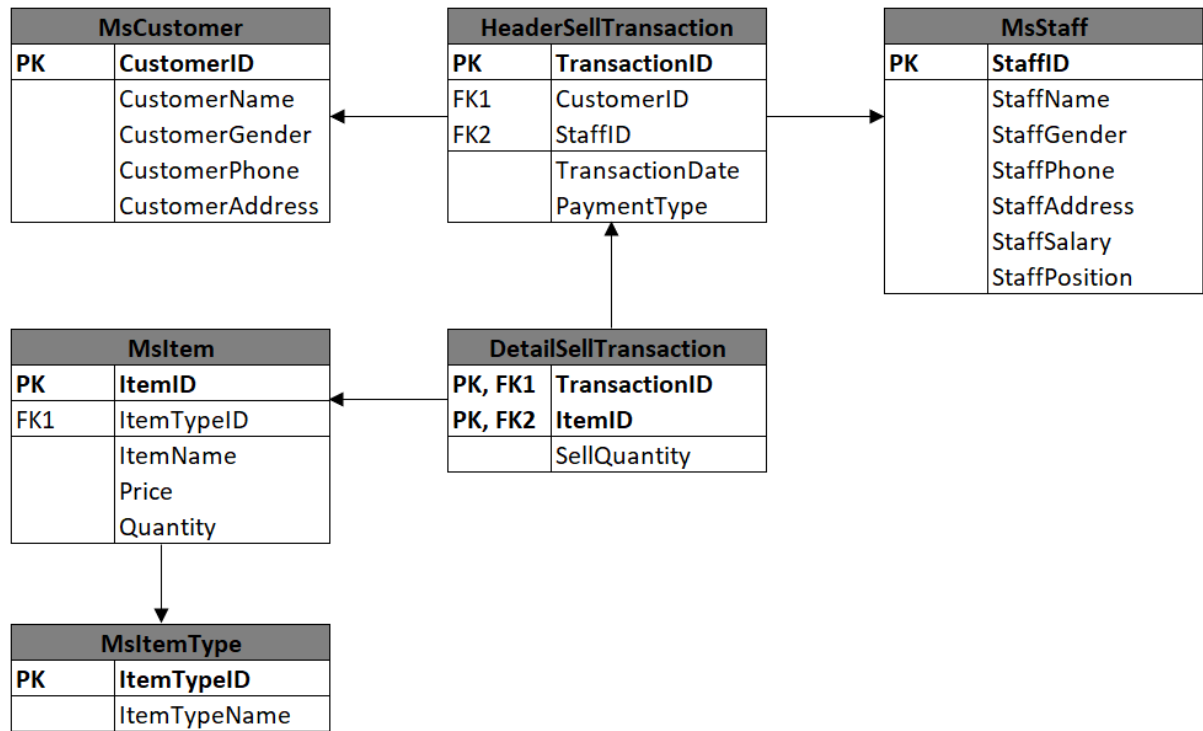 MsCustomer
PK CustomerID
CustomerName
CustomerGender
CustomerPhone
CustomerAddress
HeaderSellTransaction
PK TransactionID
FK1 CustomerID
FK2 StaffID
TransactionDate
PaymentType
MsStaff
PK StaffID
StaffName
StaffGender
StaffPhone
StaffAddress
StaffSalary
StaffPosition
MsItem
PK ItemID
FK1 ItemTypeID
ItemName
Price
Quantity
DetailSellTransaction
PK, FK1 TransactionID
PK, FK2 ItemID
SellQuantity
MsItemType
PK ItemTypeID
ItemTypeName